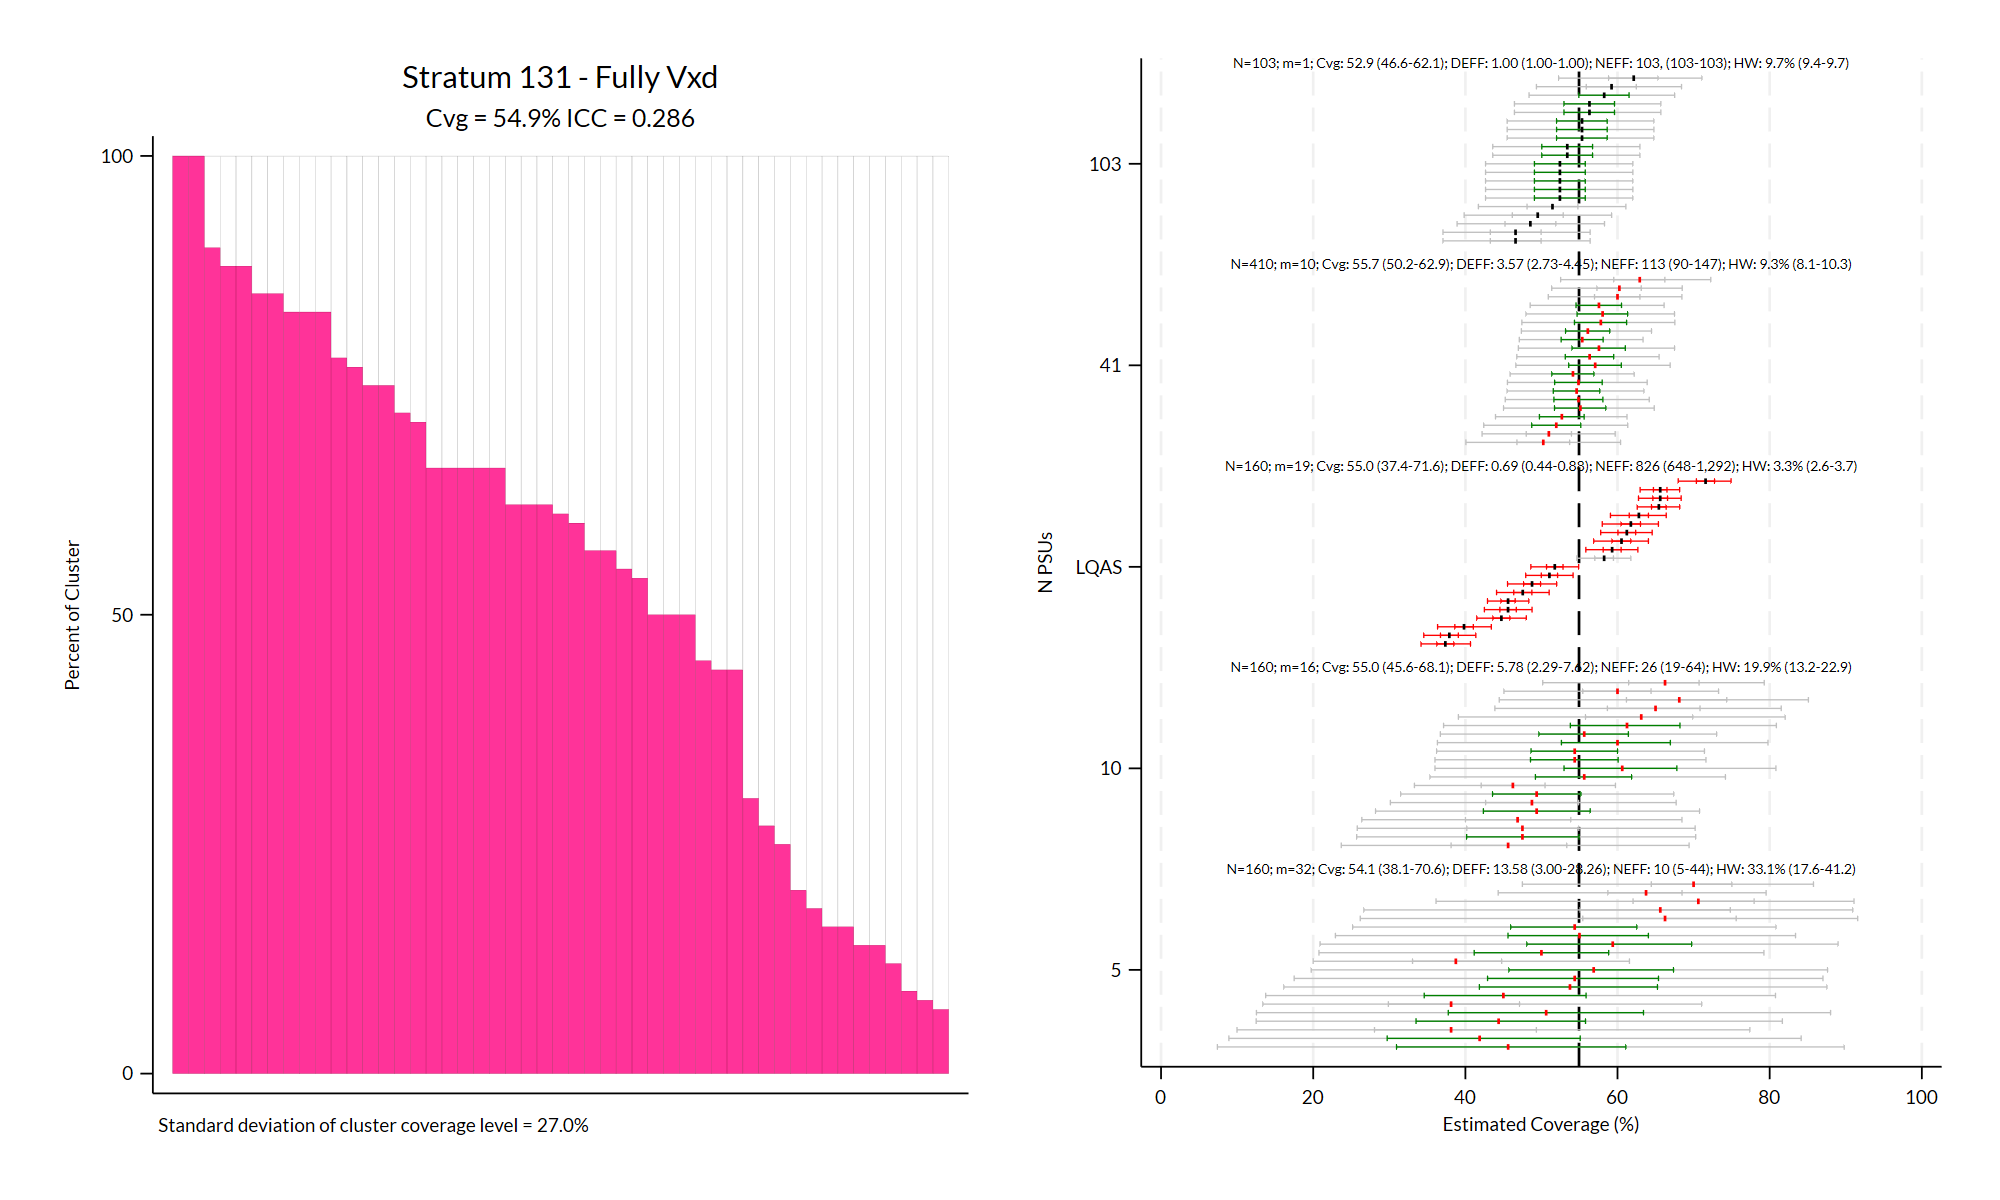 Stratum 131 - Fully Vxd
Cvg = 54.9% ICC = 0.286
Percent of Cluster
100
50
0
Standard deviation of cluster coverage level = 27.0%
N PSUs
N=103; m=1; Cvg: 52.9 (46.6-62.1); DEFF: 1.00 (1.00-1.00); NEFF: 103, (103-103); HW: 9.7% (9.4-9.7)
103
N=410; m=10; Cvg: 55.7 (50.2-62.9); DEFF: 3.57 (2.73-4.45); NEFF: 113 (90-147); HW: 9.3% (8.1-10.3)
41
N=160; m=19; Cvg: 55.0 (37.4-71.6); DEFF: 0.69 (0.44-0.88); NEFF: 826 (648-1,292); HW: 3.3% (2.6-3.7)
LQAS
N=160; m=16; Cvg: 55.0 (45.6-68.1); DEFF: 5.78 (2.29-7.62); NEFF: 26 (19-64); HW: 19.9% (13.2-22.9)
10
N=160; m=32; Cvg: 54.1 (38.1-70.6); DEFF: 13.58 (3.00-28.26); NEFF: 10 (5-44); HW: 33.1% (17.6-41.2)
5
0 20 40 60 80 100
Estimated Coverage (%)